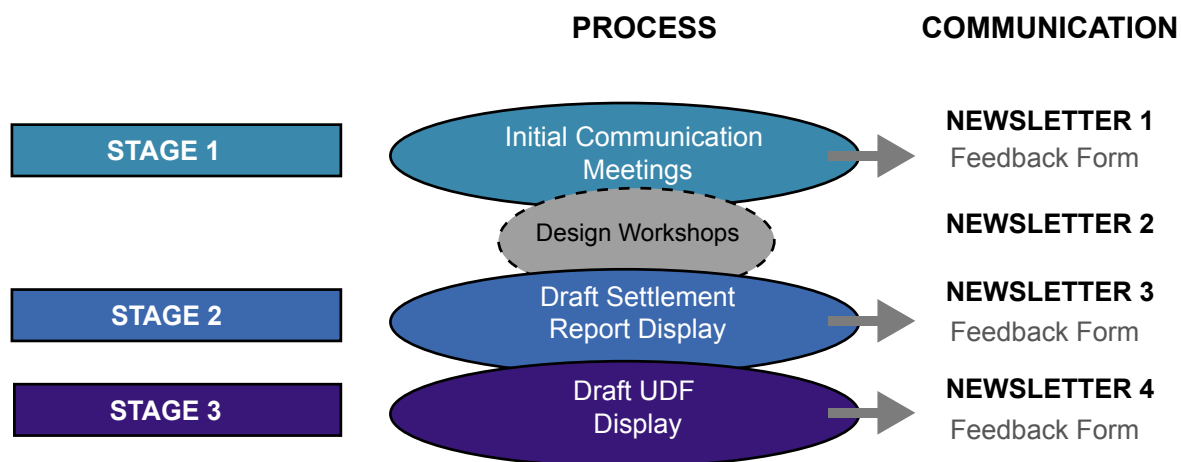 PROCESS
COMMUNICATION
STAGE 1
Initial Communication
Meetings
NEWSLETTER 1
Feedback Form
Design Workshops
NEWSLETTER 2
STAGE 2
Draft Settlement
Report Display
NEWSLETTER 3
Feedback Form
STAGE 3
Draft UDF
Display
NEWSLETTER 4
Feedback Form